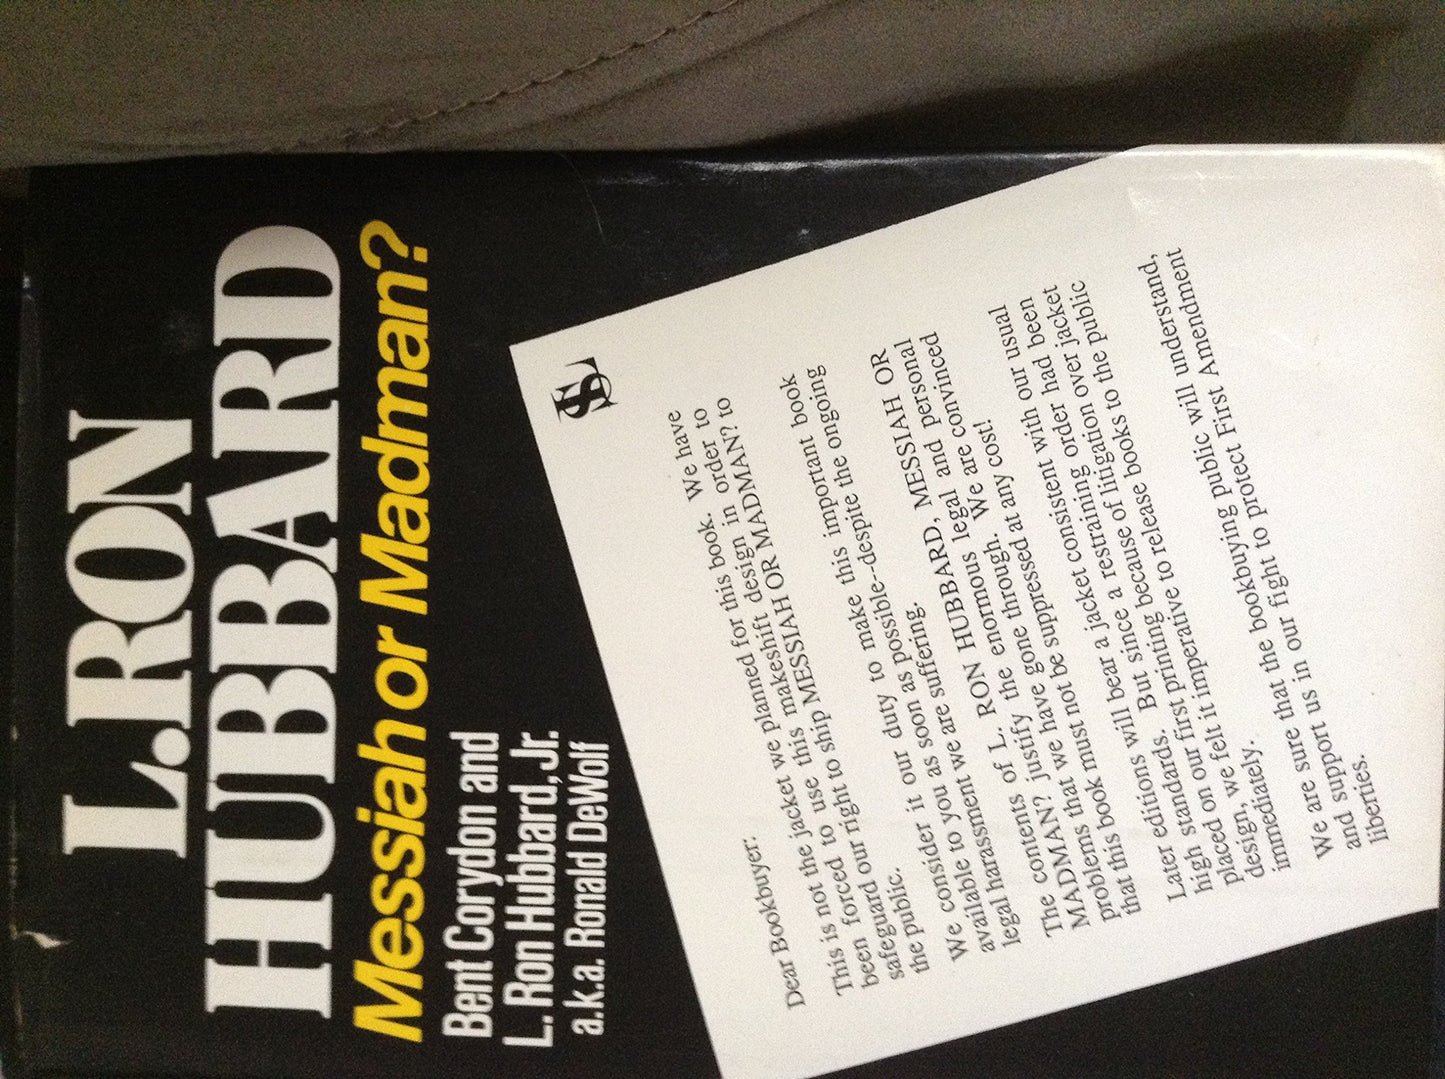 L. RON
HUBBARD
Messiah or Madman?
Bent Corydon and
L. Ron Hubbard, Jr.
a.k.a. Ronald DeWolf
Dear Bookbuyer:
This is not the jacket we planned for this book. We have
been forced to use this makeshift design in order to
safeguard our right to ship MESSIAH OR MADMAN? to
the public.
We consider it our duty to make this important book
available to you as soon as possible-despite the ongoing
legal harassment we are suffering.
The contents of L. RON HUBBARD, MESSIAH OR
MADMAN? justify the enormous legal and personal
problems that we have gone through. We are convinced
that this book must not be suppressed at any cost!
Later editions will bear a jacket consistent with our usual
high standards. But since a restraining order had been
placed on our first printing because of litigation over jacket
design, we felt it imperative to release books to the public
immediately.
We are sure that the bookbuying public will understand,
and support us in our fight to protect First Amendment
liberties.